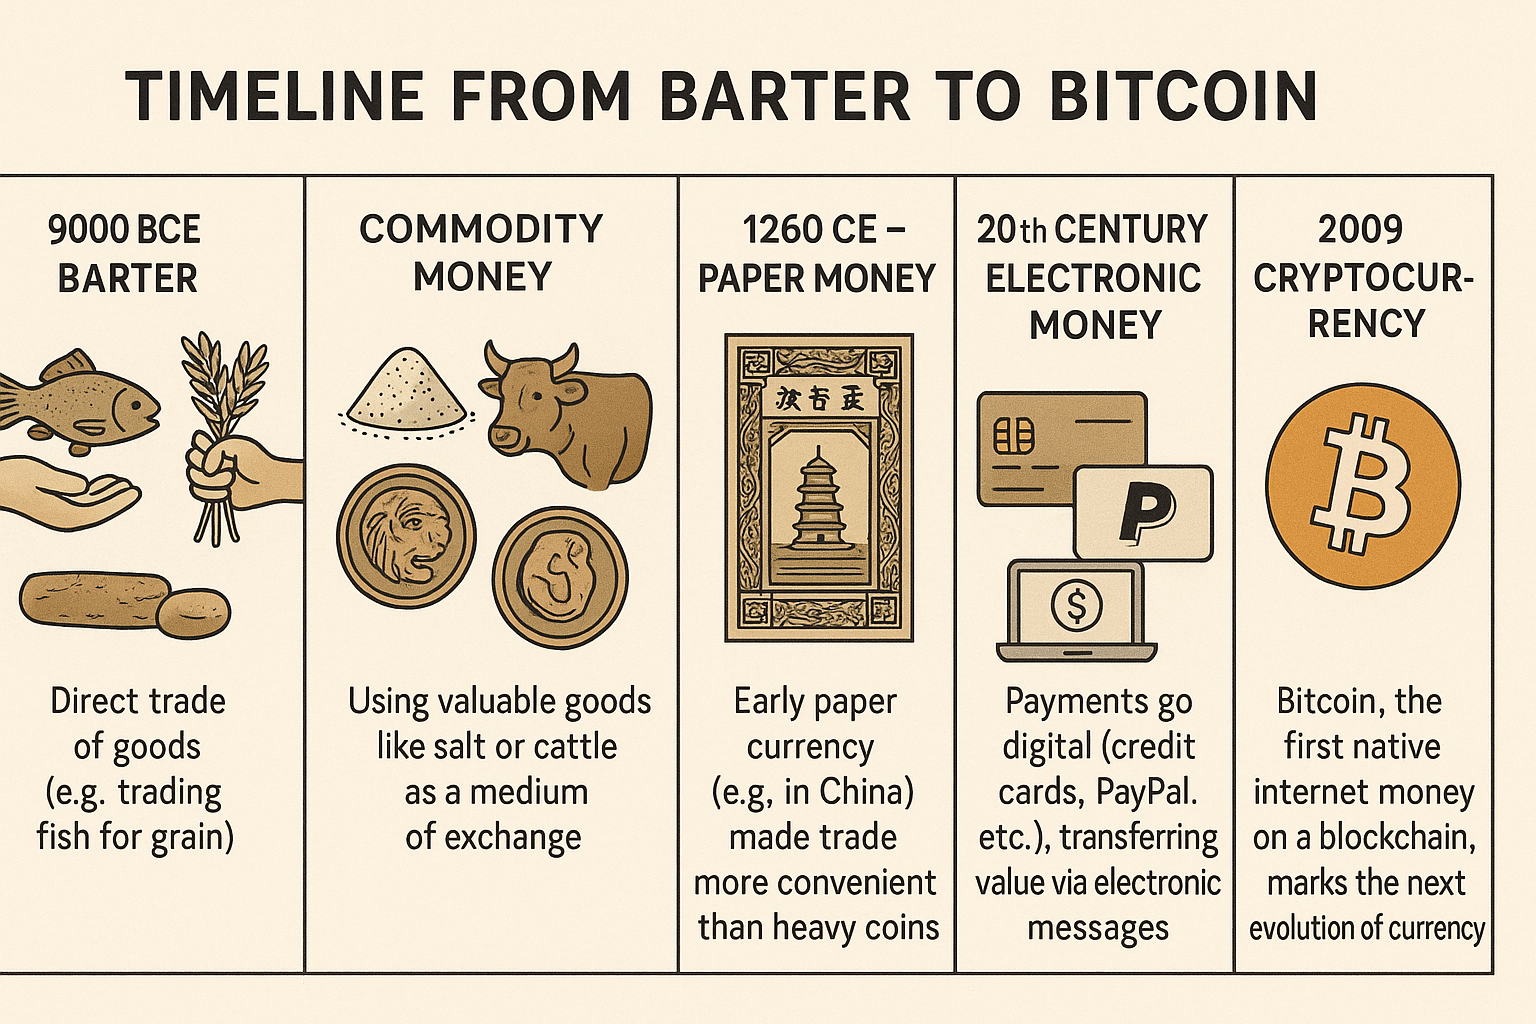 TIMELINE FROM BARTER TO BITCOIN
9000 BCE
BARTER
Direct trade
of goods
(e.g. trading
fish for grain)
COMMODITY
MONEY
Using valuable goods
like salt or cattle
as a medium
of exchange
1260 CE –
PAPER MONEY
Early paper
currency
(e.g, in China)
made trade
more convenient
than heavy coins
20th CENTURY
ELECTRONIC
MONEY
P
$
Payments go
digital (credit
cards, PayPal.
etc.), transferring
value via electronic
messages
2009
CRYPTOCUR-
RENCY
Bitcoin, the
first native
internet money
on a blockchain,
marks the next
evolution of currency